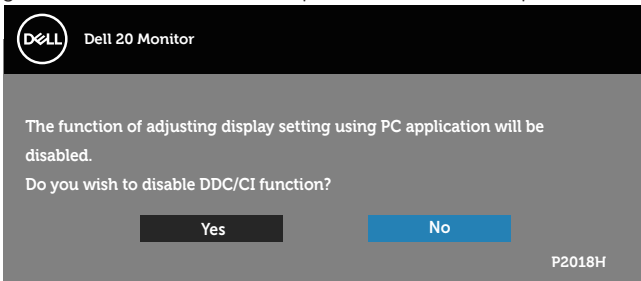 DELL Dell 20 Monitor
The function of adjusting display setting using PC application will be
disabled.
Do you wish to disable DDC/CI function?
Yes No
P2018H